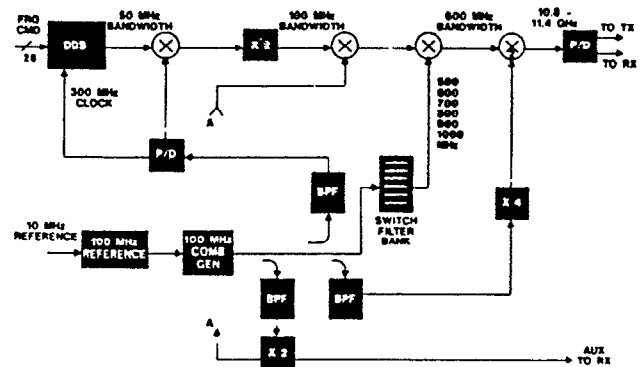 FRQ
CMD
28
DDS
50 MHz
BANDWIDTH
X 2
100 MHz
BANDWIDTH
600 MHz
BANDWIDTH
10.8 -
11.4 GHz
P/D
TO TX
TO RX
300 MHz
CLOCK
A
P/D
BPF
500
600
700
800
900
1000
MHz
SWITCH
FILTER
BANK
X 4
10 MHz
REFERENCE
100 MHz
REFERENCE
100 MHz
COMB
GEN
BPF
BPF
A
X 2
AUX
TO RX